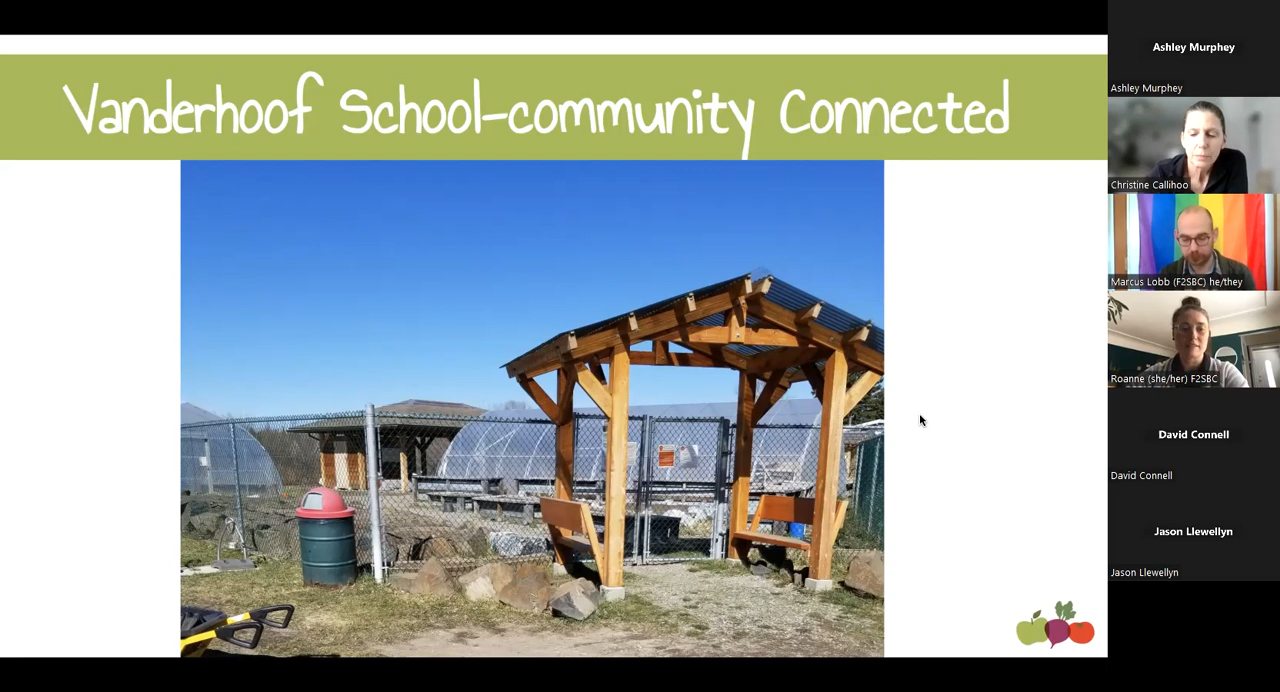 Vanderhoof School-community Connected
Ashley Murphey
Ashley Murphey
Christine Callihoo
Marcus Lobb (F2SBC) he/they
Roanne (she/her) F2SBC
David Connell
David Connell
Jason Llewellyn
Jason Llewellyn